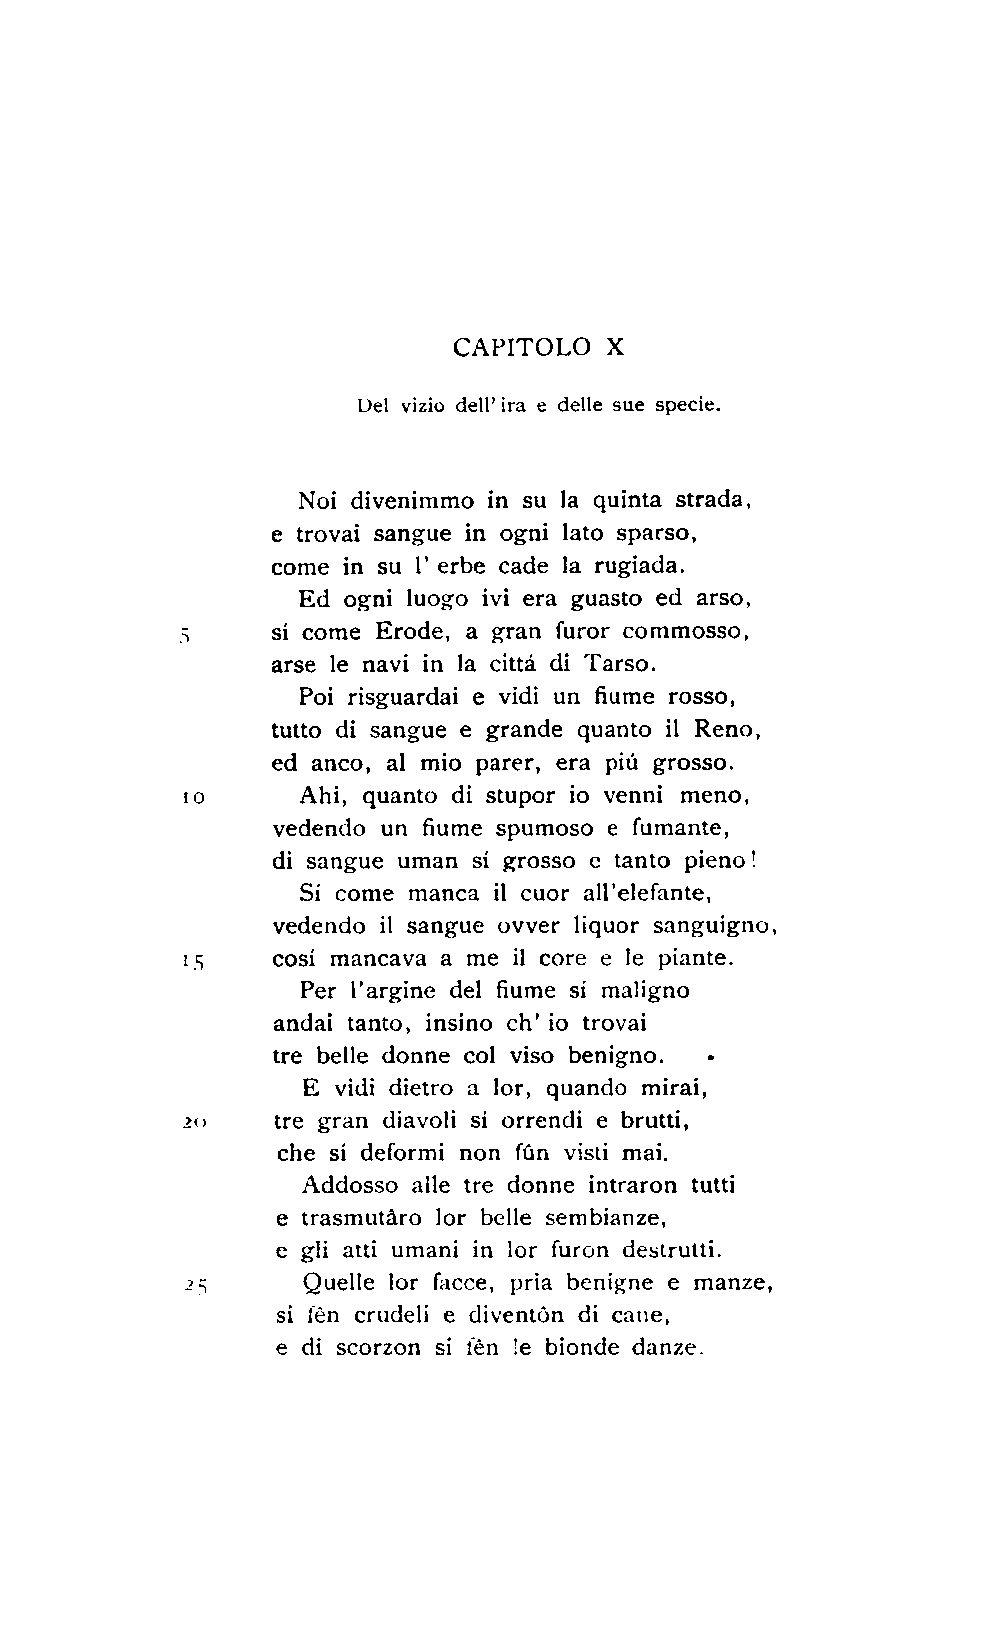 CAPITOLO X
Del vizio dell' ira e delle sue specie.
Noi divenimmo in su la quinta strada,
e trovai sangue in ogni lato sparso,
come in su l' erbe cade la rugiada.
Ed ogni luogo ivi era guasto ed arso,
5 sí come Erode, a gran furor commosso,
arse le navi in la cittá di Tarso.
Poi risguardai e vidi un fiume rosso,
tutto di sangue e grande quanto il Reno,
ed anco, al mio parer, era piú grosso.
10 Ahi, quanto di stupor io venni meno,
vedendo un fiume spumoso e fumante,
di sangue uman sí grosso e tanto pieno!
Sí come manca il cuor all'elefante,
vedendo il sangue ovver liquor sanguigno,
15 cosí mancava a me il core e le piante.
Per l'argine del fiume sí maligno
andai tanto, insino ch' io trovai
tre belle donne col viso benigno.
E vidi dietro a lor, quando mirai,
20 tre gran diavoli si orrendi e brutti,
che sí deformi non fûn visti mai.
Addosso alle tre donne intraron tutti
e trasmutâro lor belle sembianze,
e gli atti umani in lor furon destrutti.
25 Quelle lor facce, pria benigne e manze,
si fên crudeli e diventôn di cane,
e di scorzon si fên le bionde danze.